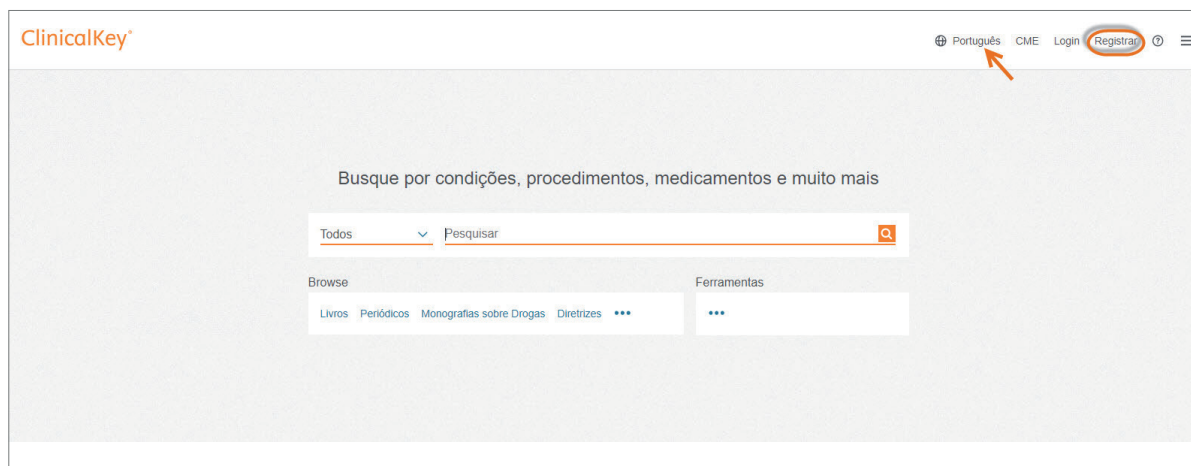 ClinicalKey®
Português CME Login Registrar ?
Busque por condições, procedimentos, medicamentos e muito mais
Todos Pesquisar
Browse Ferramentas
Livros Periódicos Monografias sobre Drogas Diretrizes ••• •••